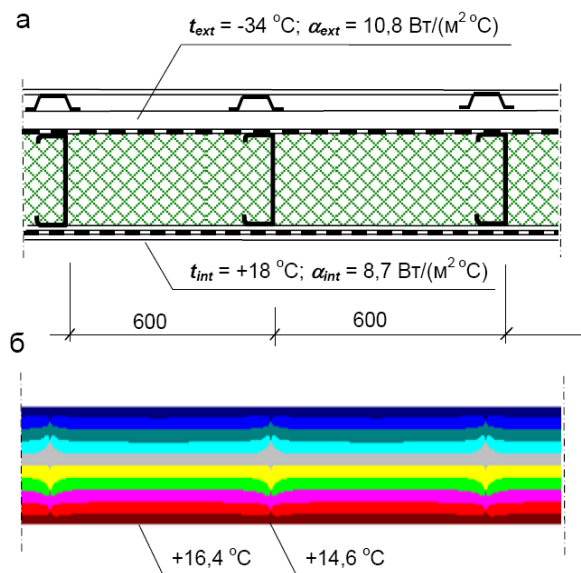 а
t_ext = -34 °C; α_ext = 10,8 Вт/(м² °C)
t_int = +18 °C; α_int = 8,7 Вт/(м² °C)
600
600
б
+16,4 °C
+14,6 °C